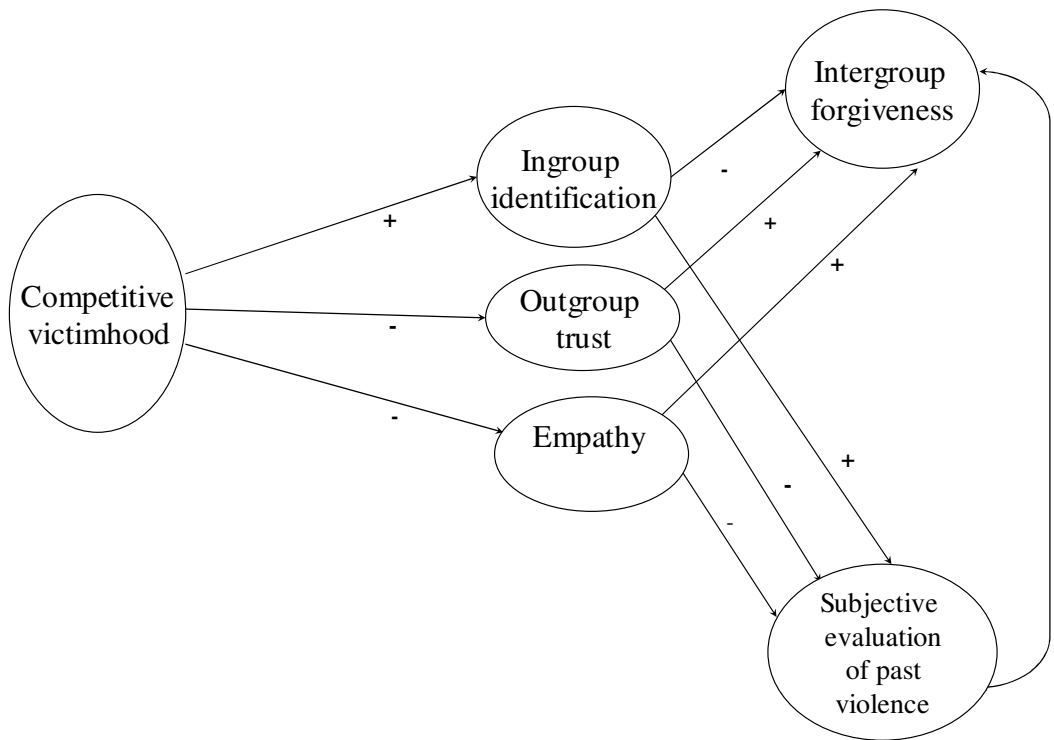 Intergroup
forgiveness
Ingroup
identification
-
+
+
+
Competitive
victimhood
Outgroup
trust
-
-
Empathy
+
-
-
Subjective
evaluation
of past
violence